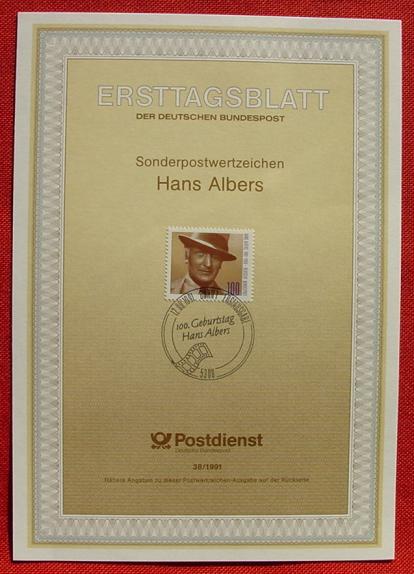 ERSTTAGSBLATT
DER DEUTSCHEN BUNDESPOST
Sonderpostwertzeichen
Hans Albers
100
100. Geburtstag
Hans Albers
5300
Postdienst
Deutsche Bundespost
38/1991
Nähere Angaben zu dieser Postwertzeichen-Ausgabe auf der Rückseite